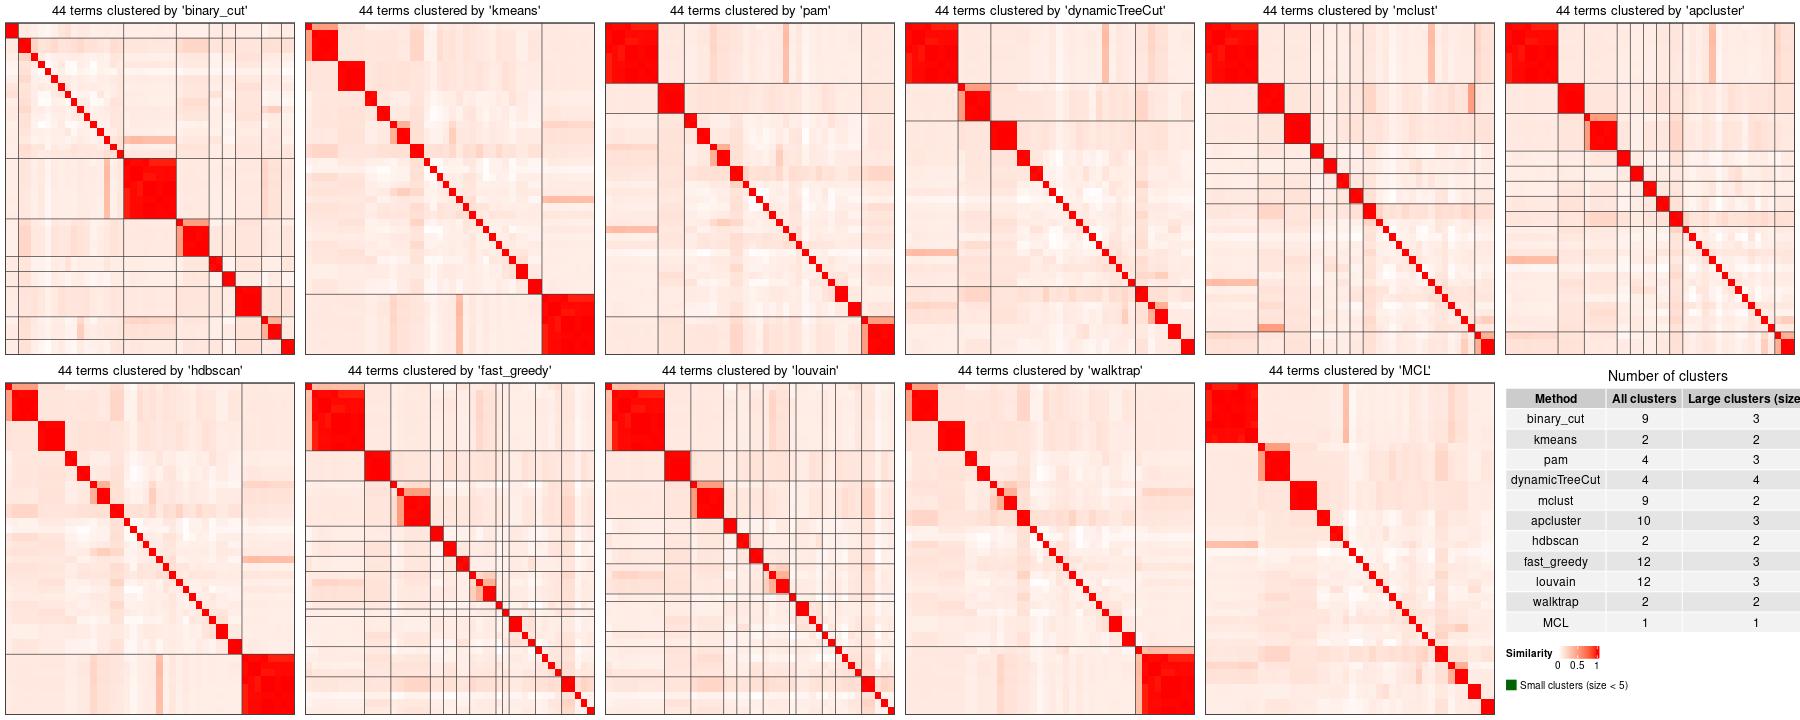 44 terms clustered by 'binary_cut'
44 terms clustered by 'kmeans'
44 terms clustered by 'pam'
44 terms clustered by 'dynamicTreeCut'
44 terms clustered by 'mclust'
44 terms clustered by 'apcluster'
44 terms clustered by 'hdbscan'
44 terms clustered by 'fast_greedy'
44 terms clustered by 'louvain'
44 terms clustered by 'walktrap'
44 terms clustered by 'MCL'
Number of clusters
Method All clusters Large clusters (size
binary_cut 9 3
kmeans 2 2
pam 4 3
dynamicTreeCut 4 4
mclust 9 2
apcluster 10 3
hdbscan 2 2
fast_greedy 12 3
louvain 12 3
walktrap 2 2
MCL 1 1
Similarity
0 0.5 1
Small clusters (size < 5)